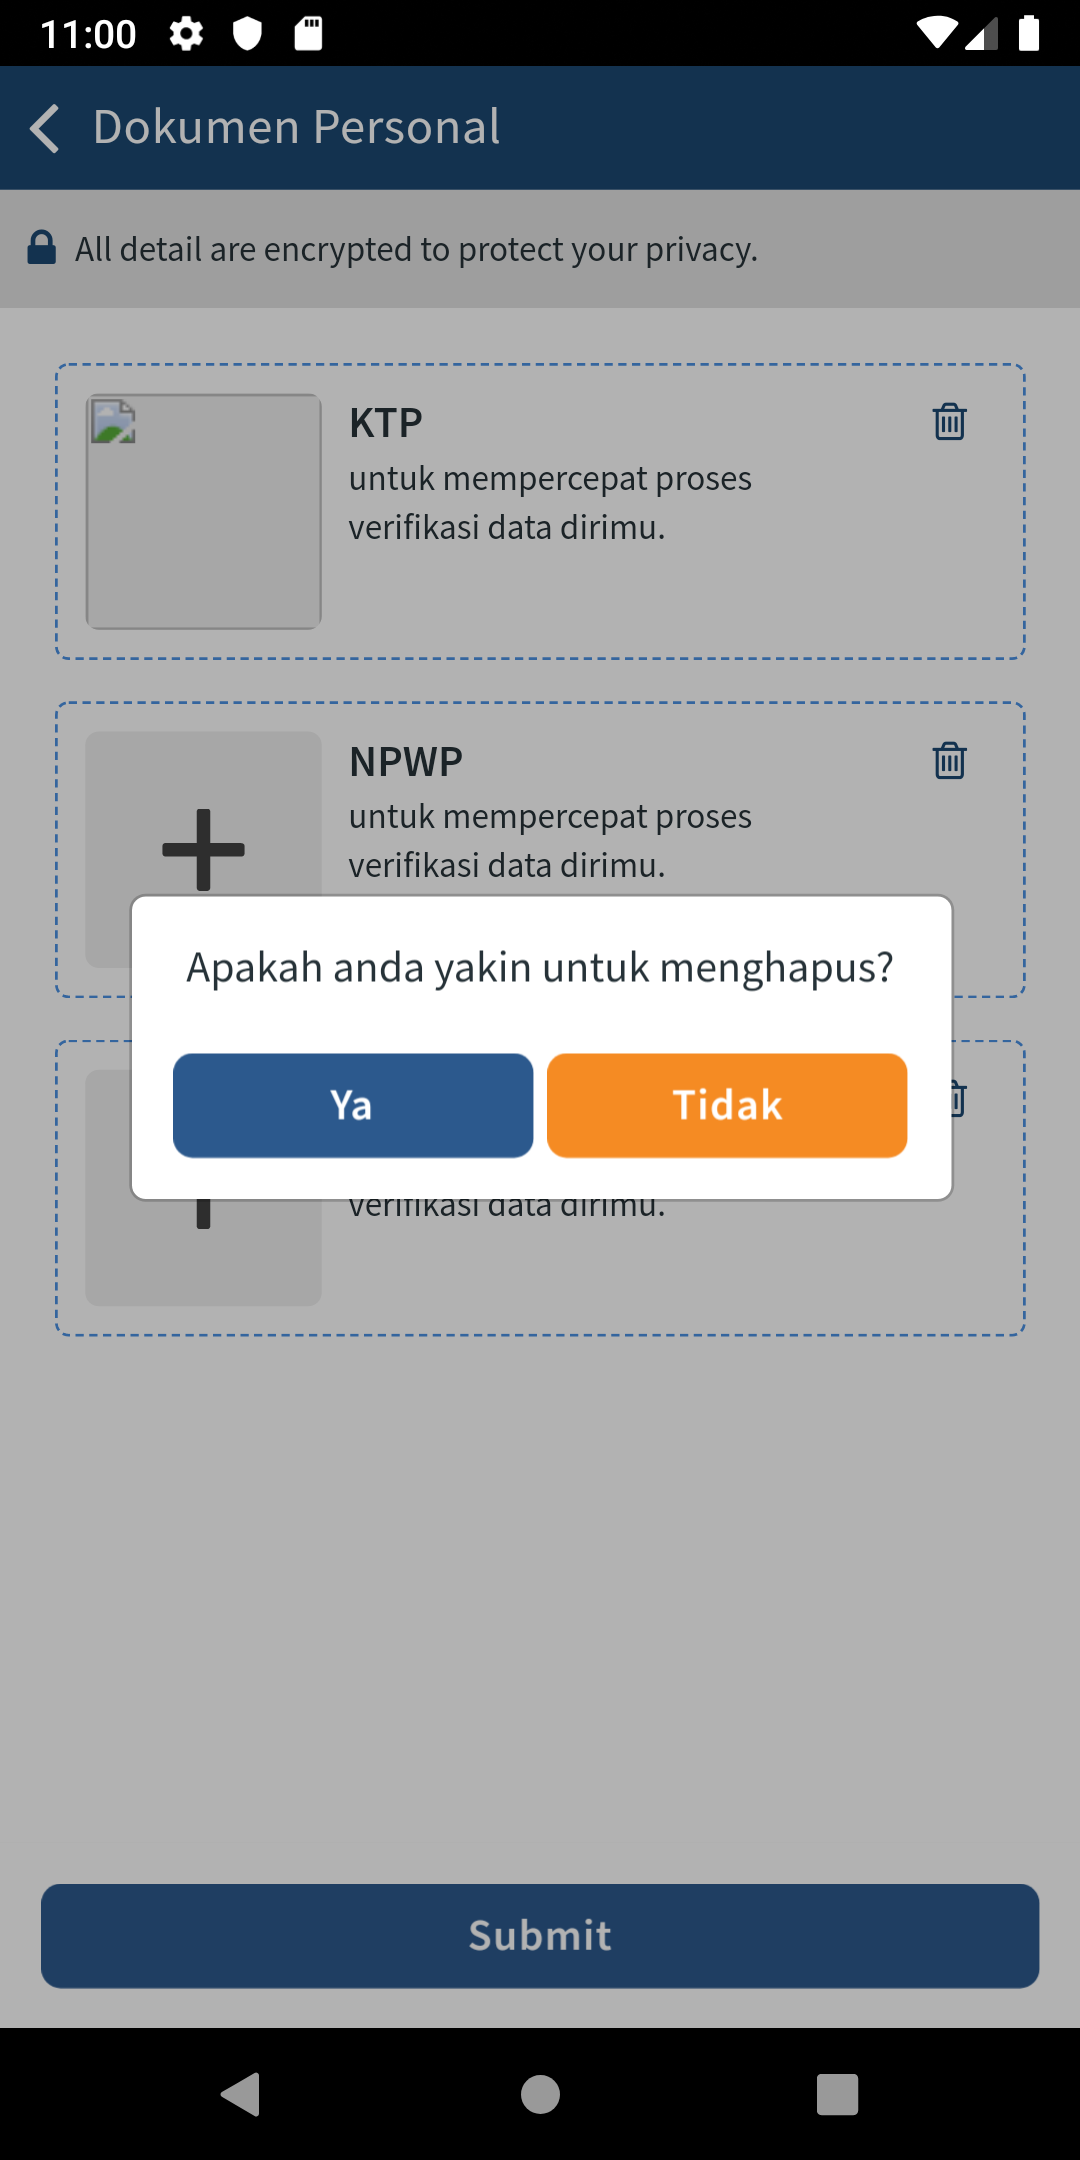 11:00
Dokumen Personal
All detail are encrypted to protect your privacy.
KTP
untuk mempercepat proses
verifikasi data dirimu.
NPWP
untuk mempercepat proses
verifikasi data dirimu.
Apakah anda yakin untuk menghapus?
Ya
Tidak
verifikasi data dirimu.
Submit